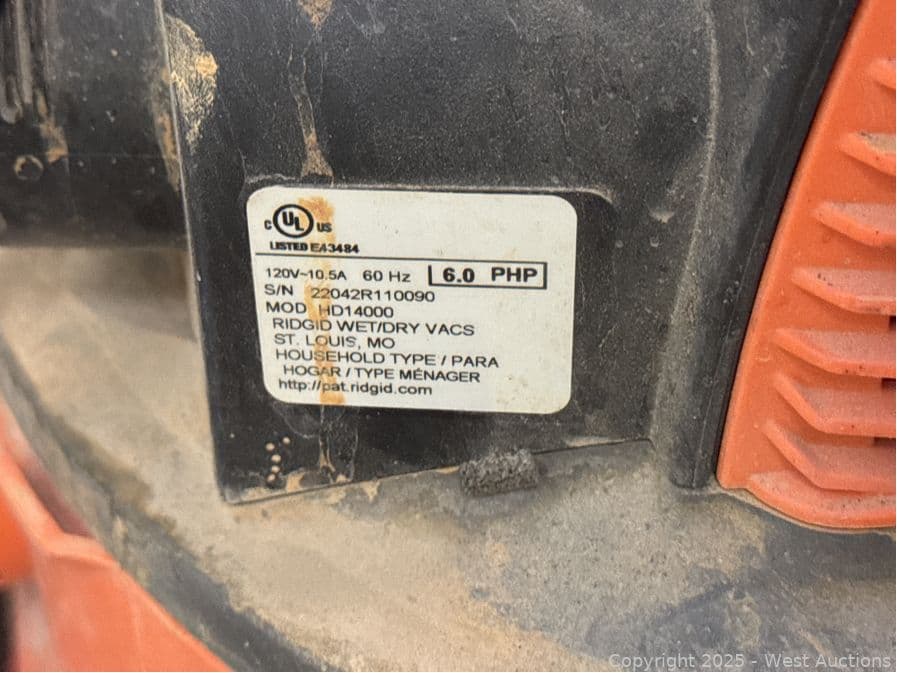 c UL US
LISTED EA3484
120V~10.5A 60 Hz 6.0 PHP
S/N 22042R110090
MOD HD14000
RIDGID WET/DRY VACS
ST. LOUIS, MO
HOUSEHOLD TYPE / PARA
HOGAR / TYPE MÉNAGER
http://pat.ridgid.com
Copyright 2025 - West Auctions